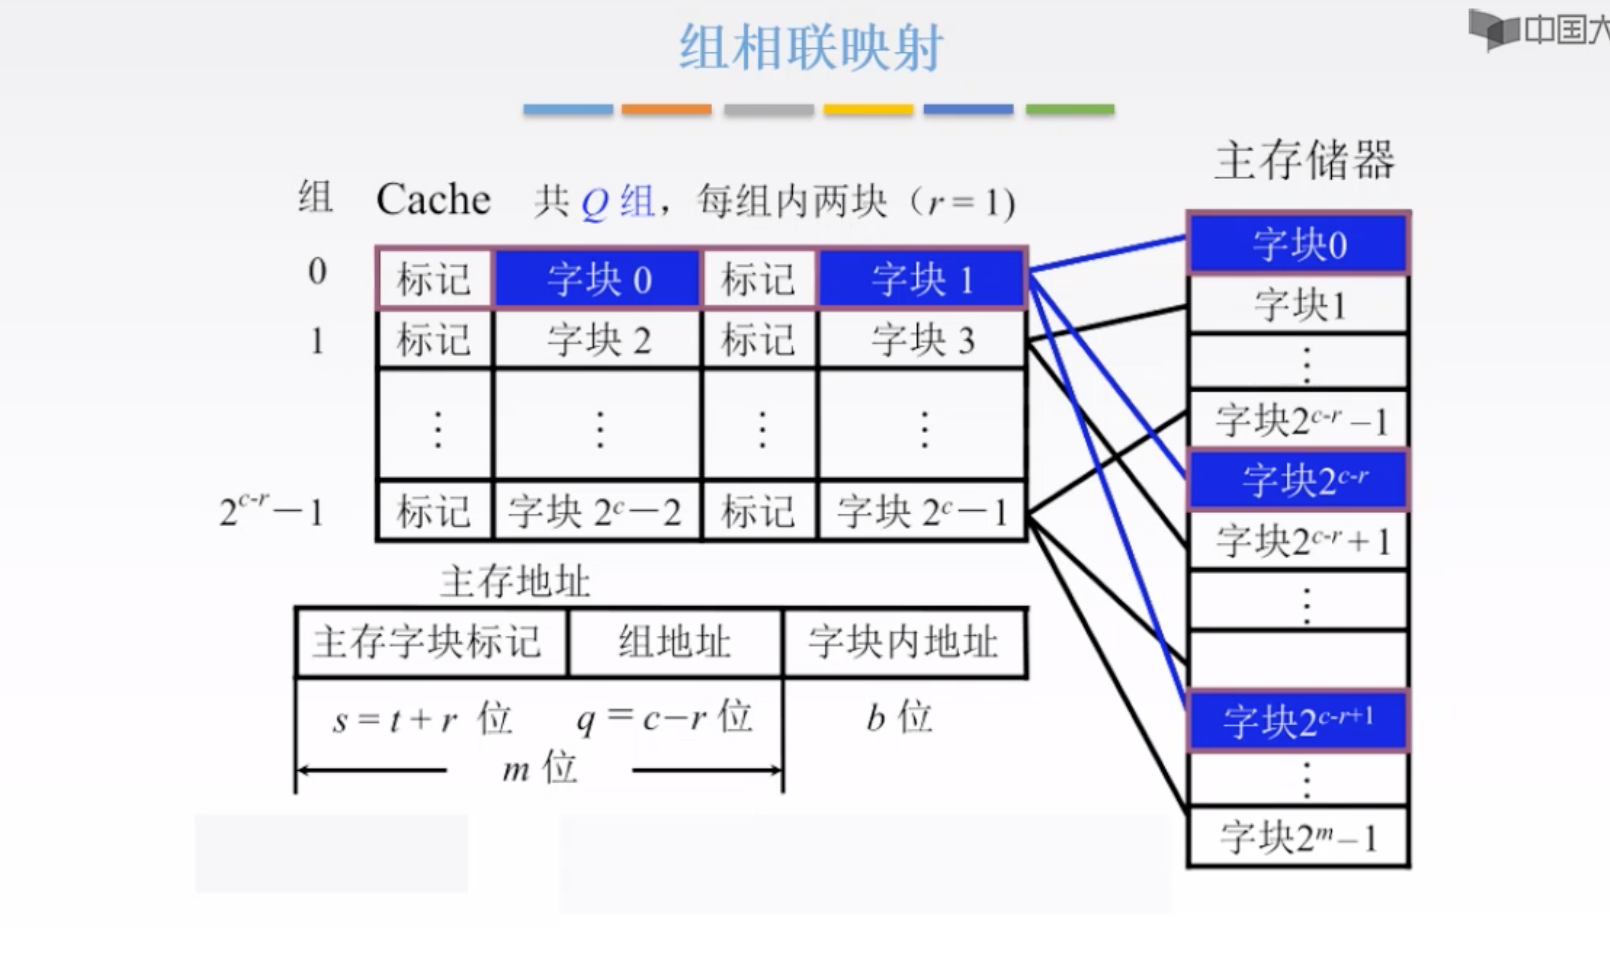 组相联映射
中国大
主存储器
组 Cache 共 Q 组，每组内两块（r = 1）
0 标记 字块 0 标记 字块 1
1 标记 字块 2 标记 字块 3
⋮ ⋮ ⋮ ⋮
2^{c-r}－1 标记 字块 2^c－2 标记 字块 2^c－1
字块0
字块1
⋮
字块2^{c-r}－1
字块2^{c-r}
字块2^{c-r}+1
⋮
字块2^{c-r+1}
⋮
字块2^m－1
主存地址
主存字块标记 组地址 字块内地址
s = t + r 位 q = c－r 位 b 位
m 位